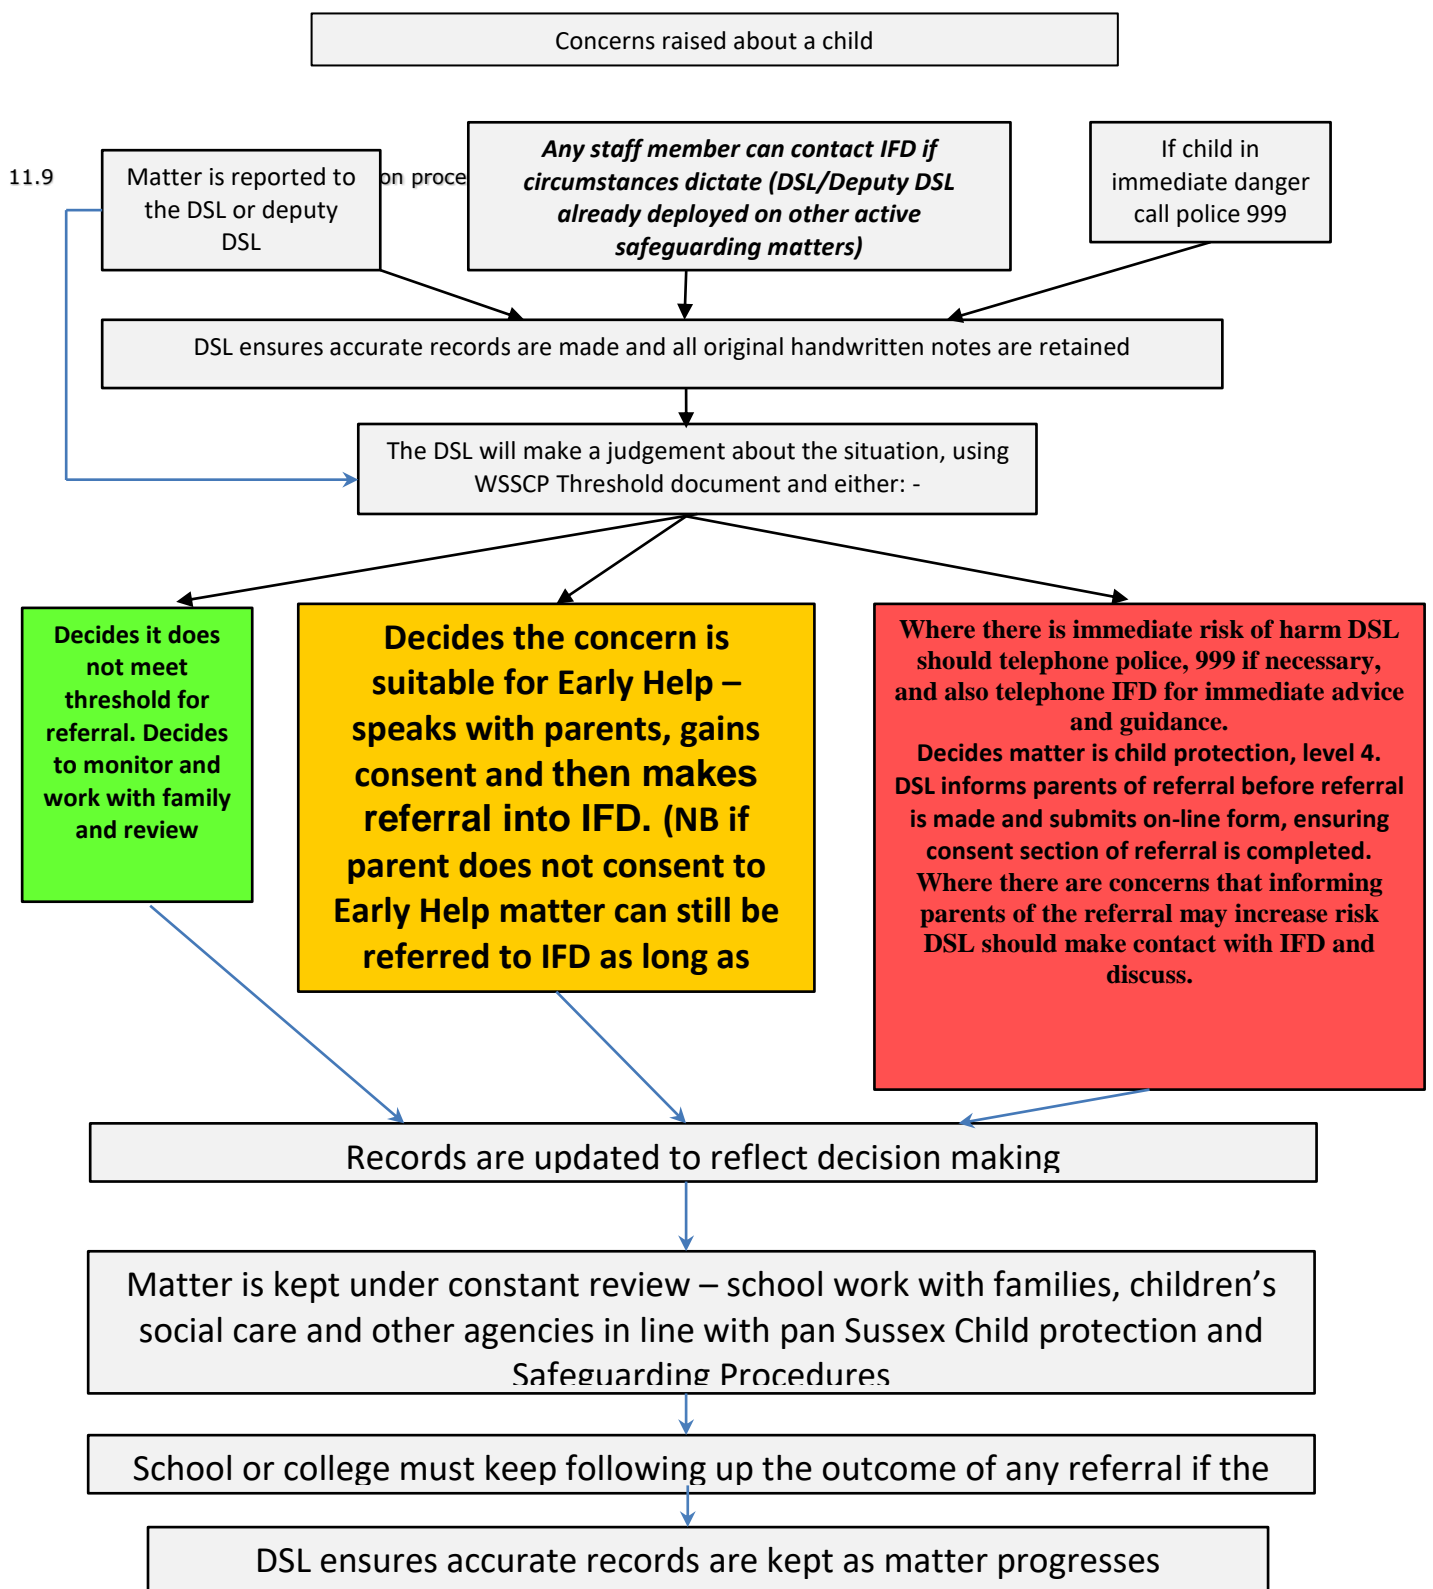 Concerns raised about a child
11.9
Matter is reported to
the DSL or deputy
DSL
on proce
Any staff member can contact IFD if
circumstances dictate (DSL/Deputy DSL
already deployed on other active
safeguarding matters)
If child in
immediate danger
call police 999
DSL ensures accurate records are made and all original handwritten notes are retained
The DSL will make a judgement about the situation, using
WSSCP Threshold document and either: -
Decides it does
not meet
threshold for
referral. Decides
to monitor and
work with family
and review
Decides the concern is
suitable for Early Help –
speaks with parents, gains
consent and then makes
referral into IFD. (NB if
parent does not consent to
Early Help matter can still be
referred to IFD as long as
Where there is immediate risk of harm DSL
should telephone police, 999 if necessary,
and also telephone IFD for immediate advice
and guidance.
Decides matter is child protection, level 4.
DSL informs parents of referral before referral
is made and submits on-line form, ensuring
consent section of referral is completed.
Where there are concerns that informing
parents of the referral may increase risk
DSL should make contact with IFD and
discuss.
Records are updated to reflect decision making
Matter is kept under constant review – school work with families, children’s
social care and other agencies in line with pan Sussex Child protection and
Safeguarding Procedures
School or college must keep following up the outcome of any referral if the
DSL ensures accurate records are kept as matter progresses